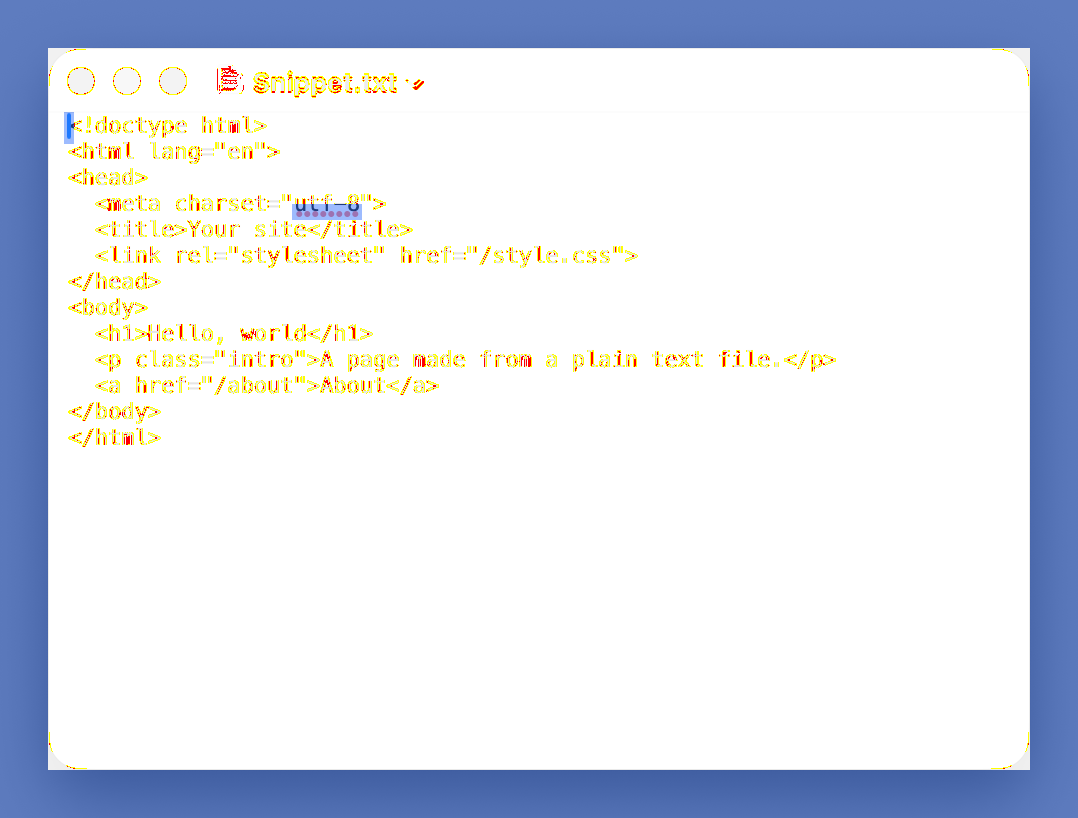 Snippet.txt
<!doctype html>
<html lang="en">
<head>
  <meta charset="utf-8">
  <title>Your site</title>
  <link rel="stylesheet" href="/style.css">
</head>
<body>
  <h1>Hello, world</h1>
  <p class="intro">A page made from a plain text file.</p>
  <a href="/about">About</a>
</body>
</html>